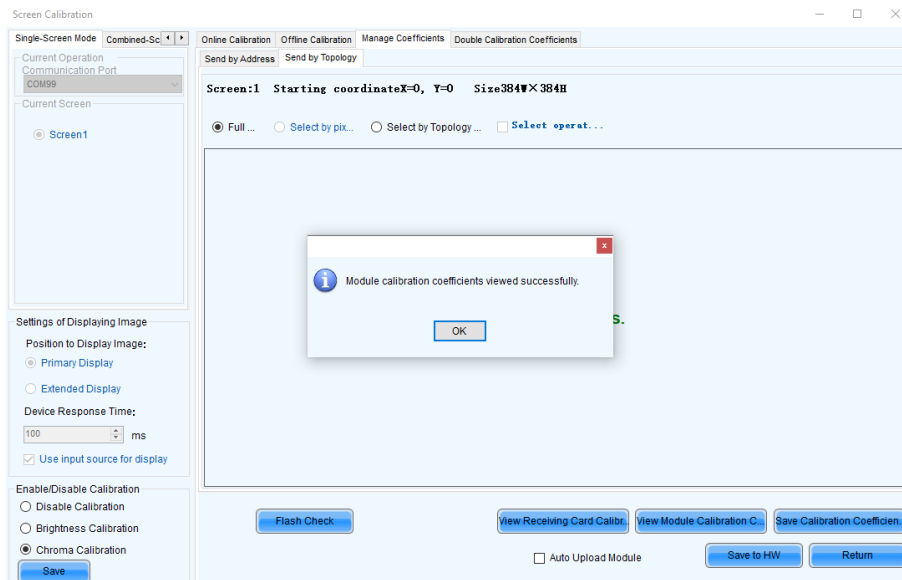 Screen Calibration
Single-Screen Mode Combined-Sc
Current Operation
Communication Port
COM99
Current Screen
Screen1
Settings of Displaying Image
Position to Display Image:
Primary Display
Extended Display
Device Response Time:
100 ms
Use input source for display
Enable/Disable Calibration
Disable Calibration
Brightness Calibration
Chroma Calibration
Save
Online Calibration Offline Calibration Manage Coefficients Double Calibration Coefficients
Send by Address Send by Topology
Screen:1 Starting coordinateX=0, Y=0 Size384W×384H
Full ... Select by pix... Select by Topology ... Select operat...
x
Module calibration coefficients viewed successfully.
s.
OK
Flash Check View Receiving Card Calibr.. View Module Calibration C... Save Calibration Coefficien.
Auto Upload Module Save to HW Return